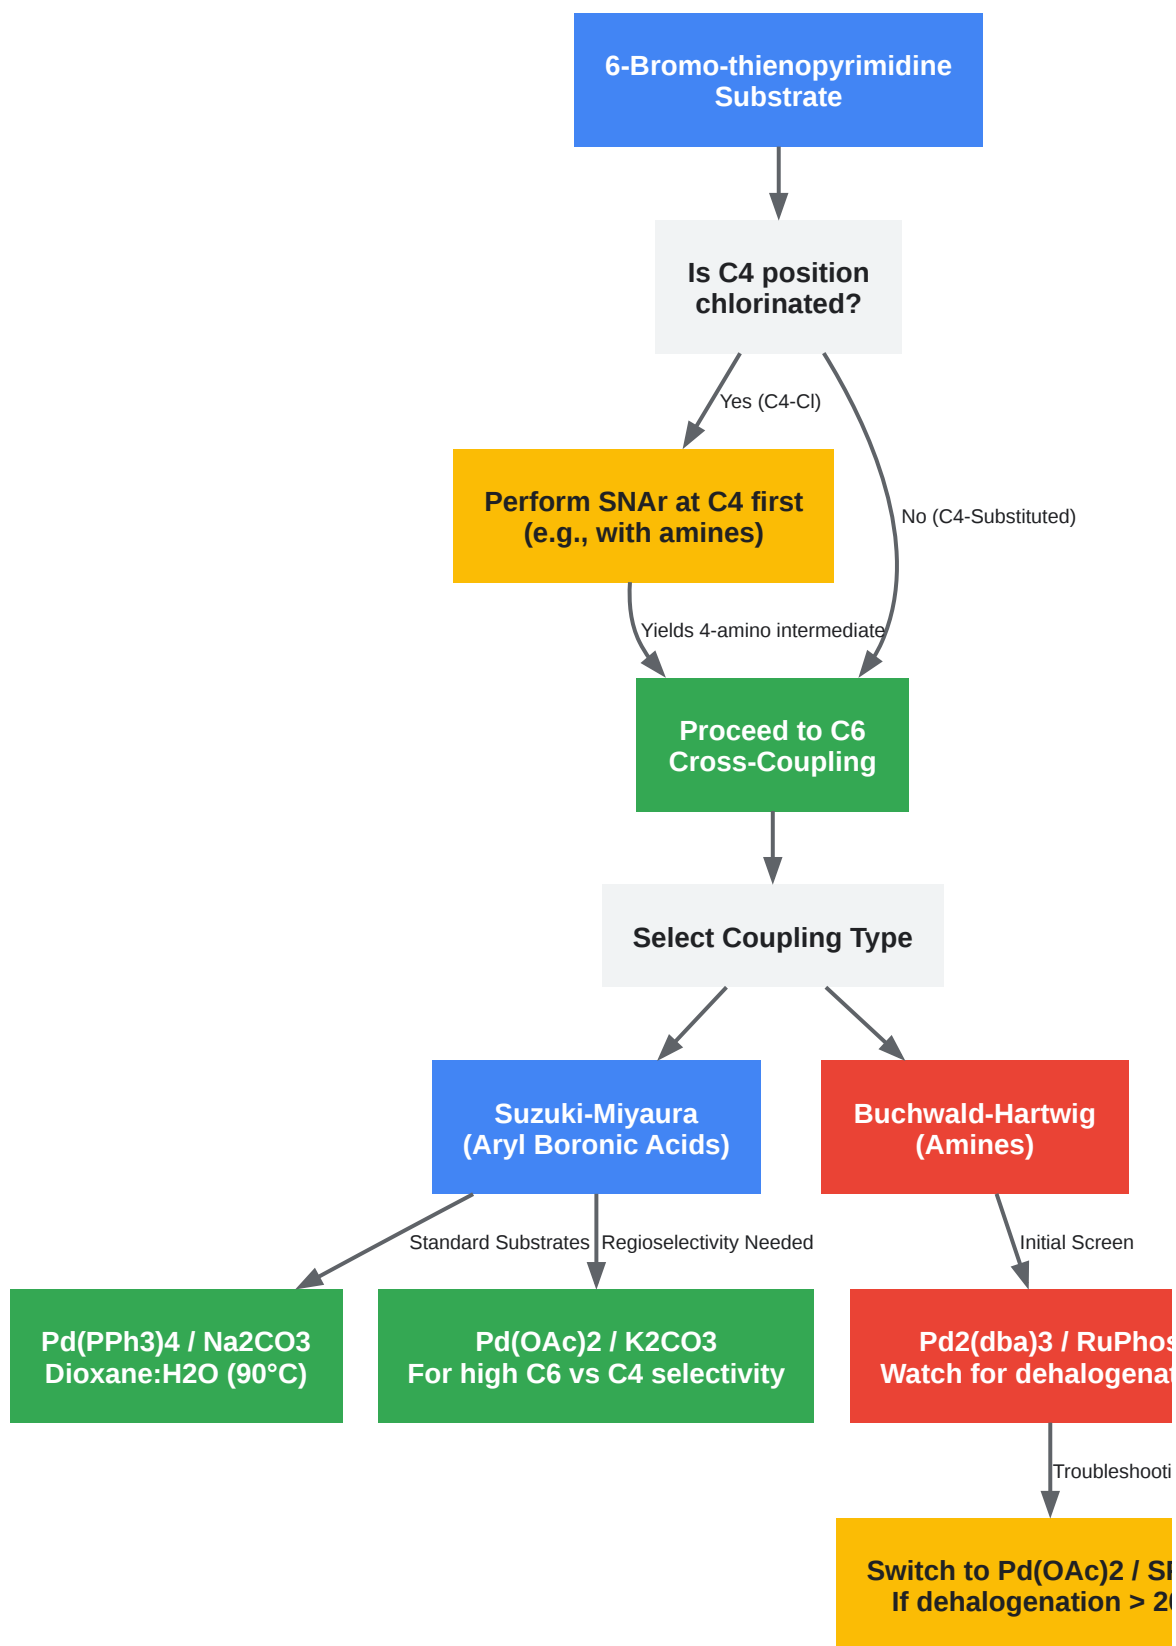 6-Bromo-thienopyrimidine
Substrate
Is C4 position
chlorinated?
Yes (C4-Cl)
Perform SNAr at C4 first
(e.g., with amines)
No (C4-Substituted)
Yields 4-amino intermediate
Proceed to C6
Cross-Coupling
Select Coupling Type
Suzuki-Miyaura
(Aryl Boronic Acids)
Buchwald-Hartwig
(Amines)
Standard Substrates
Regioselectivity Needed
Initial Screen
Pd(PPh3)4 / Na2CO3
Dioxane:H2O (90°C)
Pd(OAc)2 / K2CO3
For high C6 vs C4 selectivity
Pd2(dba)3 / RuPhos
Watch for
Switch to Pd(OAc)2 /
If dehalogenation >